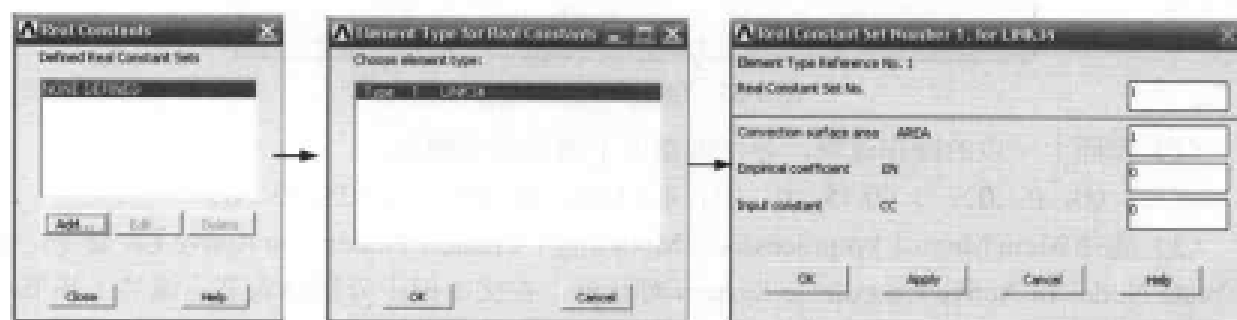 Real Constants
Defined Real Constant Sets
NONE DEFINED
Add...
Edit...
Delete
Close
Help
Element Type for Real Constants
Choose element type:
Type 1 LINK34
OK
Cancel
Real Constant Set Number 1, for LINK34
Element Type Reference No. 1
Real Constant Set No.
1
Convection surface area AREA
1
Empirical coefficient EN
0
Input constant CC
0
OK
Apply
Cancel
Help